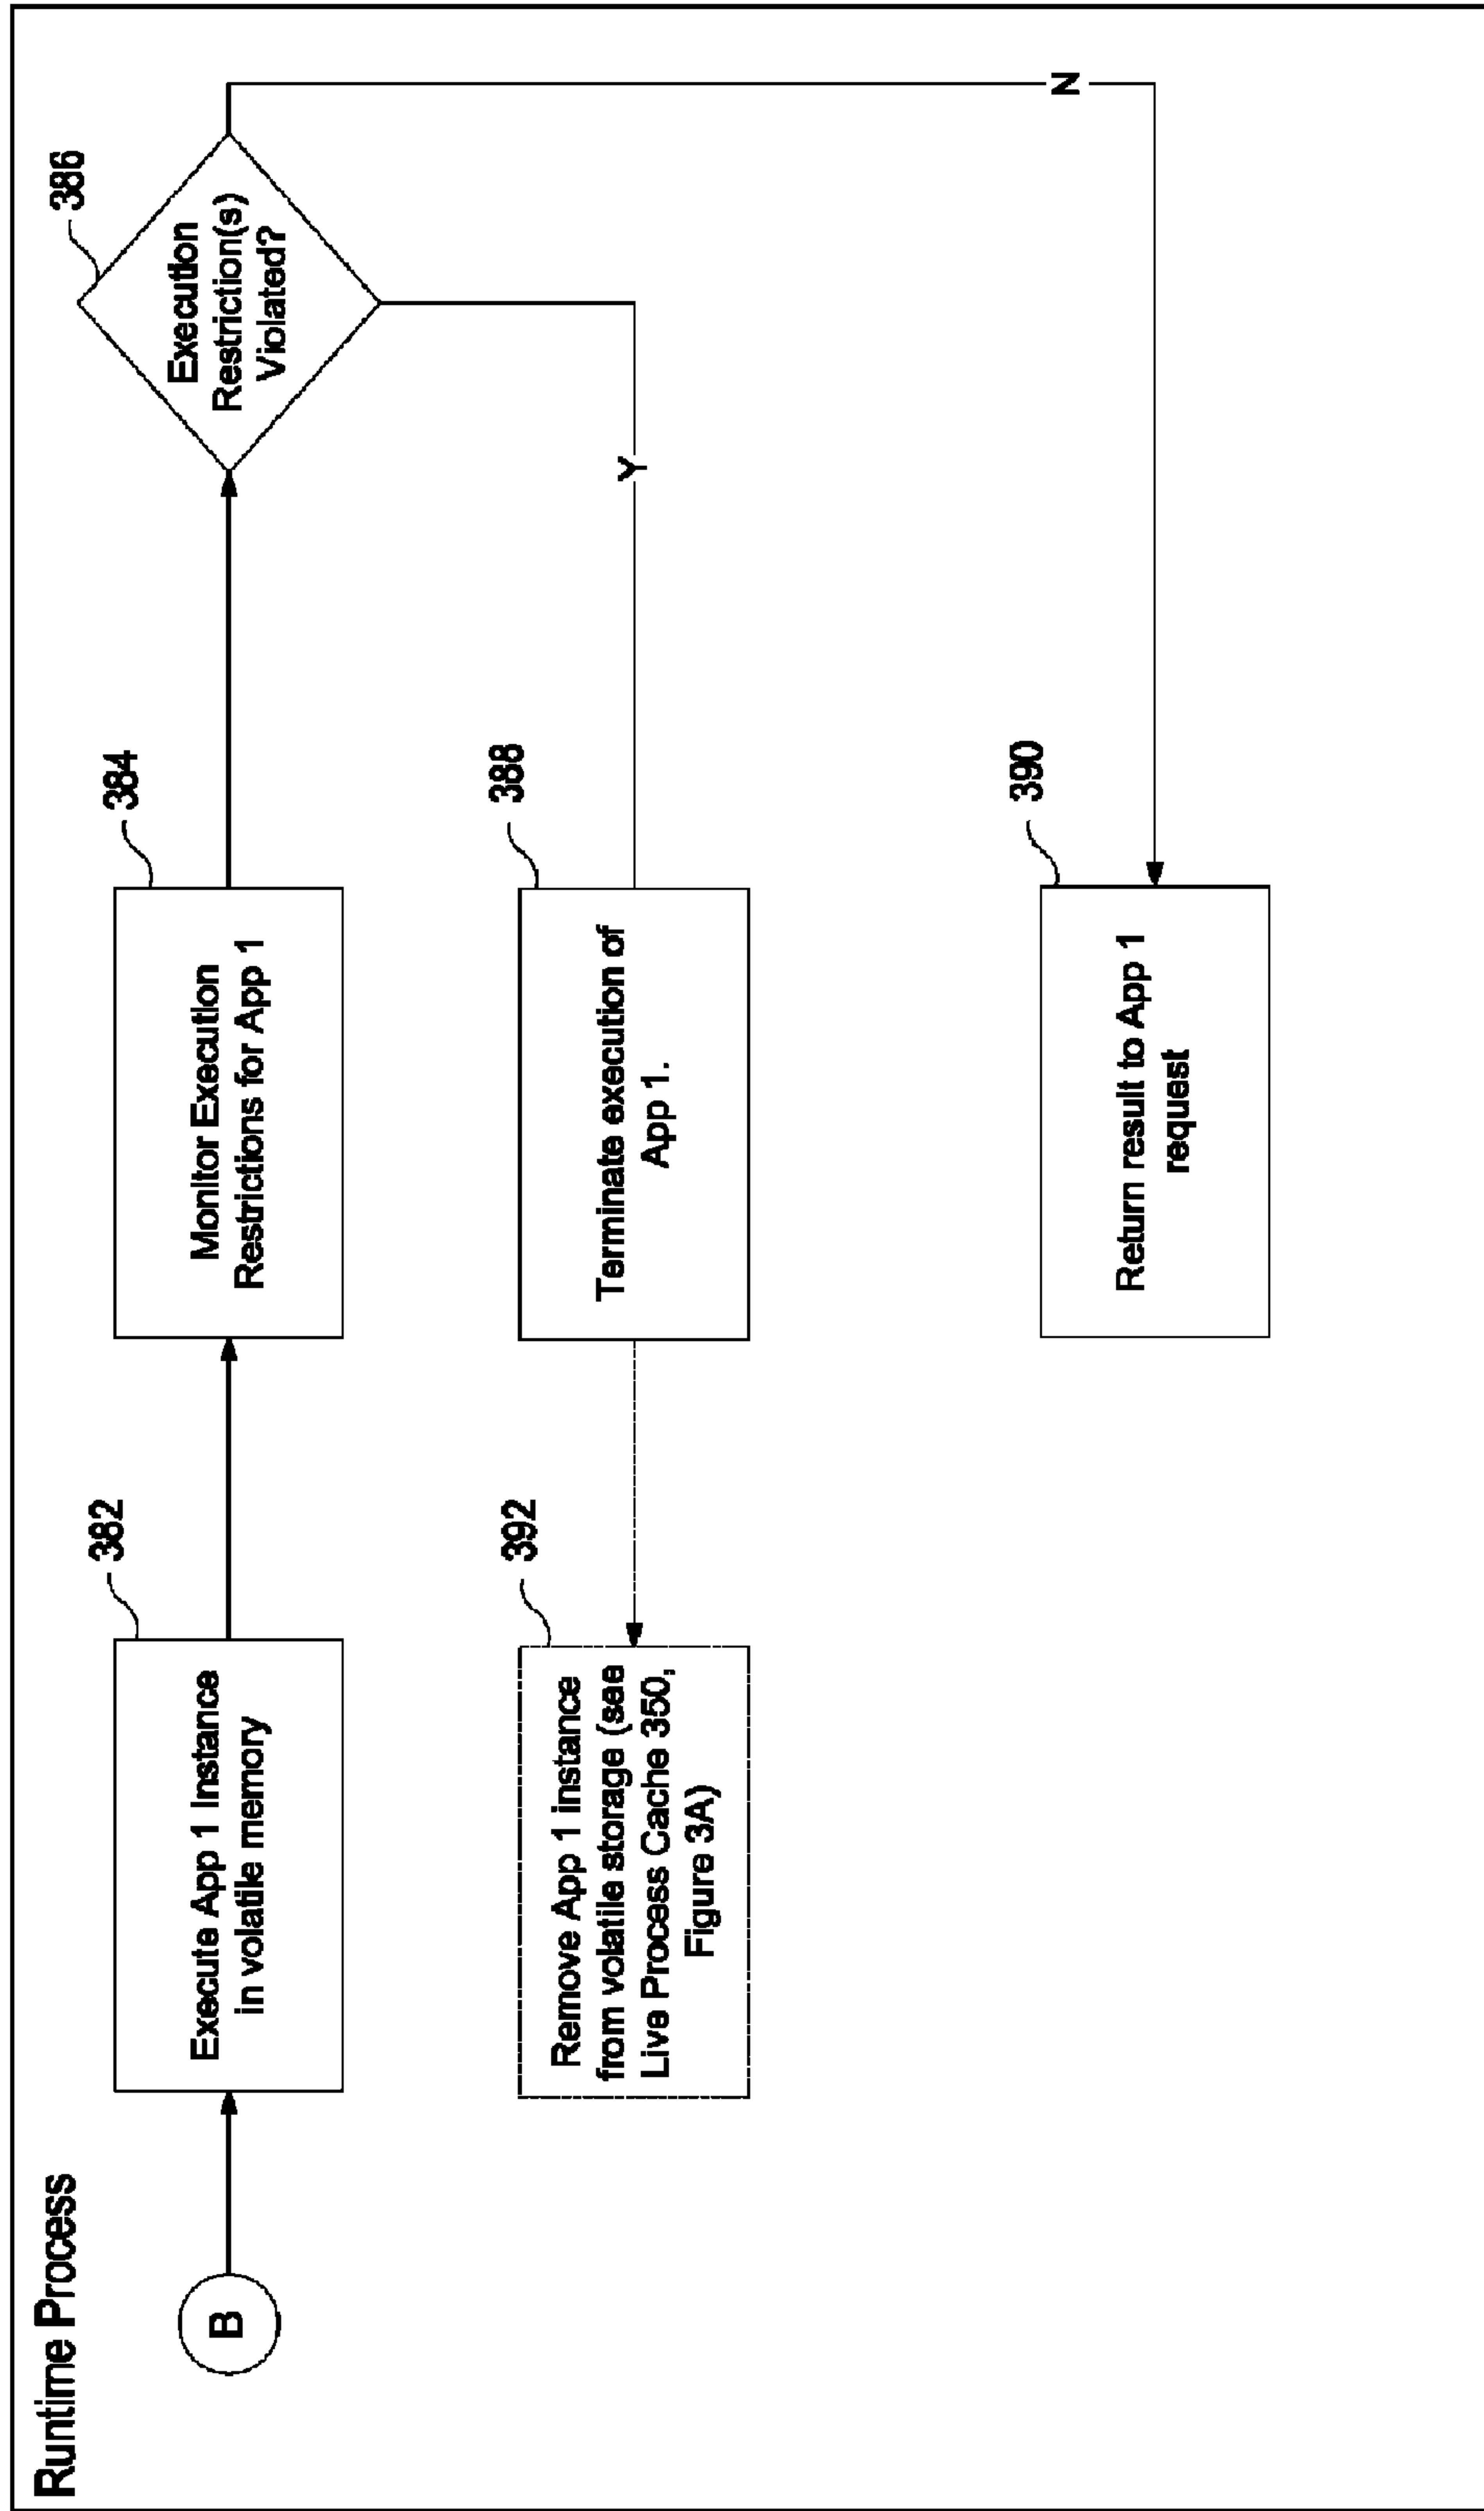 Runtime Process
B
382
Execute App 1 Instance
in volatile memory
384
Monitor Execution
Restrictions for App 1
386
Execution
Restriction(s)
Violated?
Y
N
388
Terminate execution of
App 1.
392
Remove App 1 instance
from volatile storage (see
Live Process Cache 350,
Figure 3A)
390
Return result to App 1
request